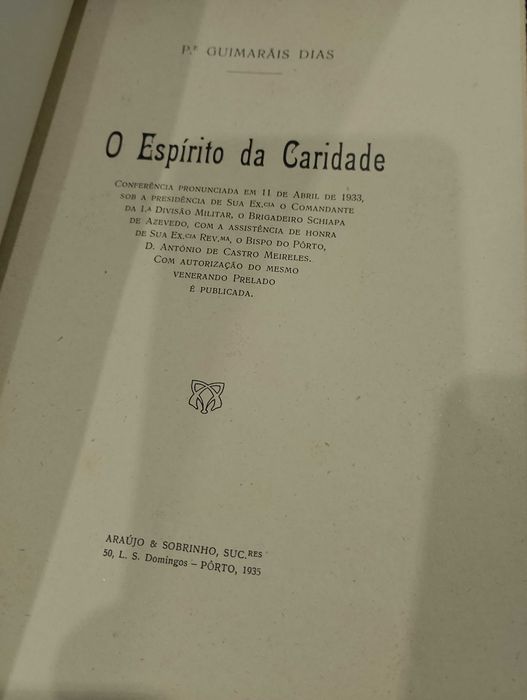 P.e GUIMARÃIS DIAS
O Espírito da Caridade
CONFERÊNCIA PRONUNCIADA EM 11 DE ABRIL DE 1933,
SOB A PRESIDÊNCIA DE SUA EX.CIA O COMANDANTE
DA 1.A DIVISÃO MILITAR, O BRIGADEIRO SCHIAPA
DE AZEVEDO, COM A ASSISTÊNCIA DE HONRA
DE SUA EX.CIA REV.MA, O BISPO DO PÔRTO,
D. ANTÓNIO DE CASTRO MEIRELES.
COM AUTORIZAÇÃO DO MESMO
VENERANDO PRELADO
É PUBLICADA.
ARAÚJO & SOBRINHO, SUC.RES
50, L. S. Domingos – PÔRTO, 1935